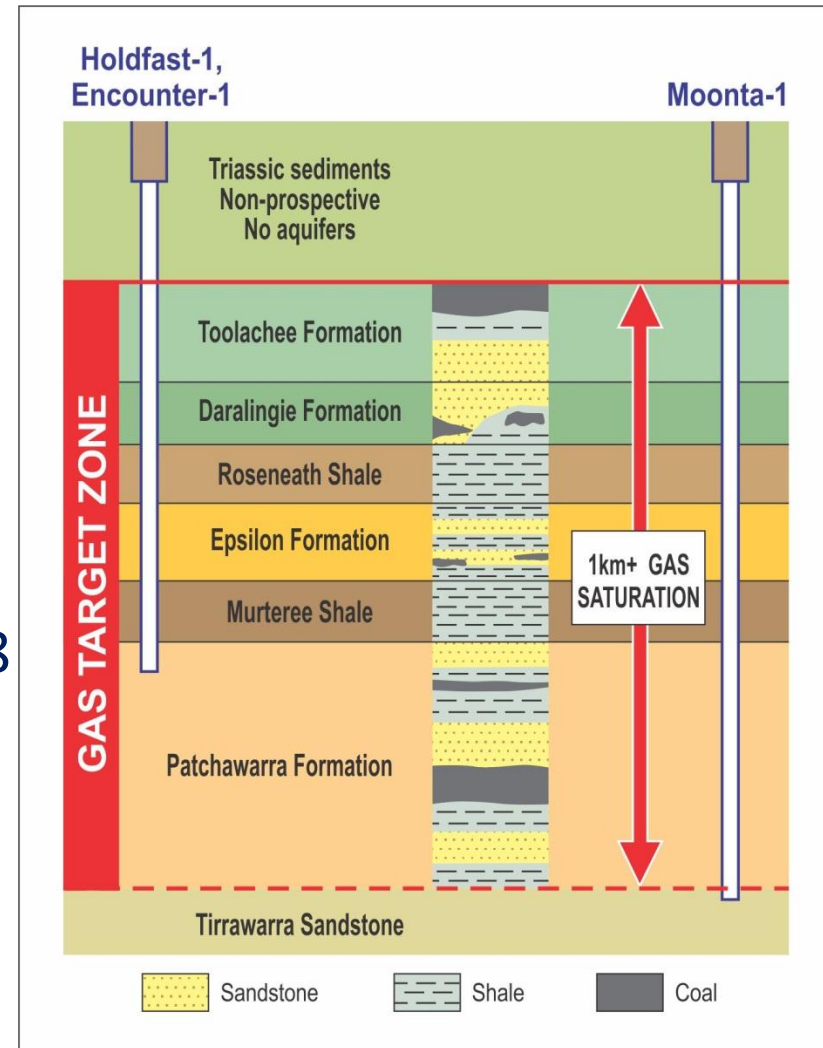 Holdfast-1,
Encounter-1
Moonta-1
Triassic sediments
Non-prospective
No aquifers
GAS TARGET ZONE
Toolachee Formation
Daralingie Formation
Roseneath Shale
Epsilon Formation
1km+ GAS
SATURATION
Murteree Shale
3
Patchawarra Formation
Tirrawarra Sandstone
Sandstone
Shale
Coal